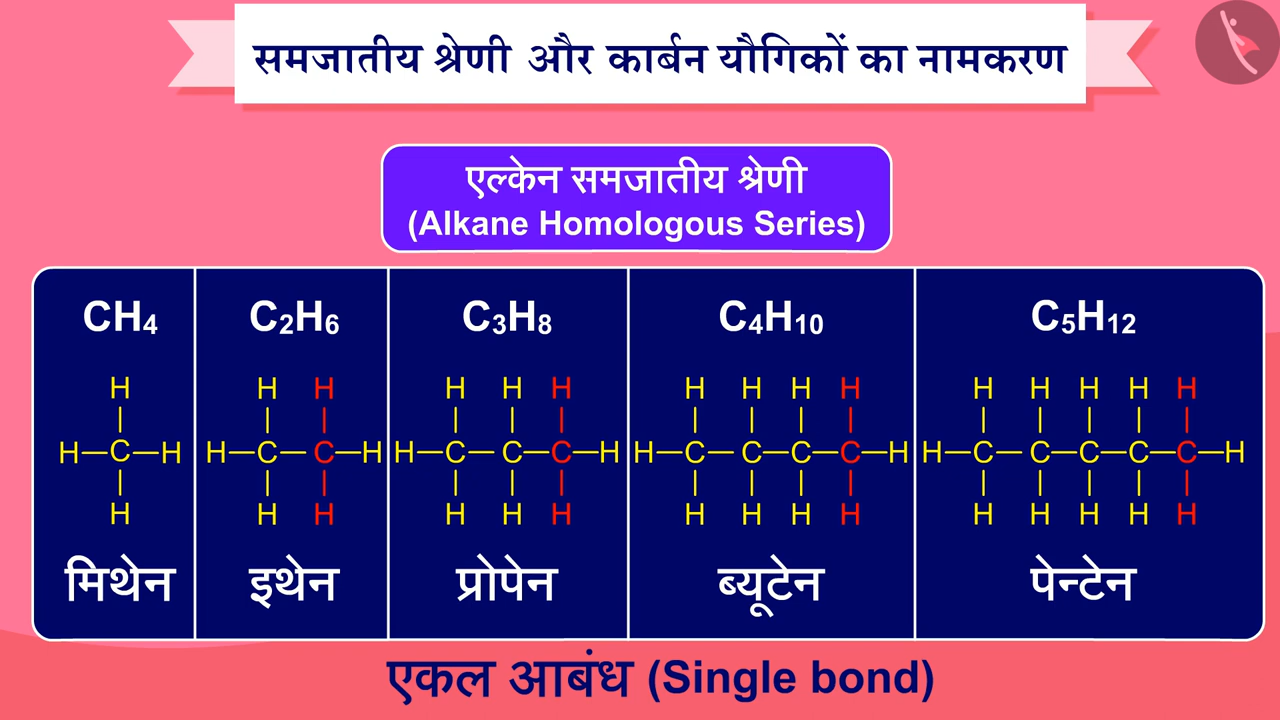 समजातीय श्रेणी और कार्बन यौगिकों का नामकरण
एल्केन समजातीय श्रेणी
(Alkane Homologous Series)
CH₄ C₂H₆ C₃H₈ C₄H₁₀ C₅H₁₂
H H H H H H H H H H H H H H H
H—C—H H—C—C—H H—C—C—C—H H—C—C—C—C—H H—C—C—C—C—C—H
H H H H H H H H H H H H H H H
मिथेन इथेन प्रोपेन ब्यूटेन पेन्टेन
एकल आबंध (Single bond)